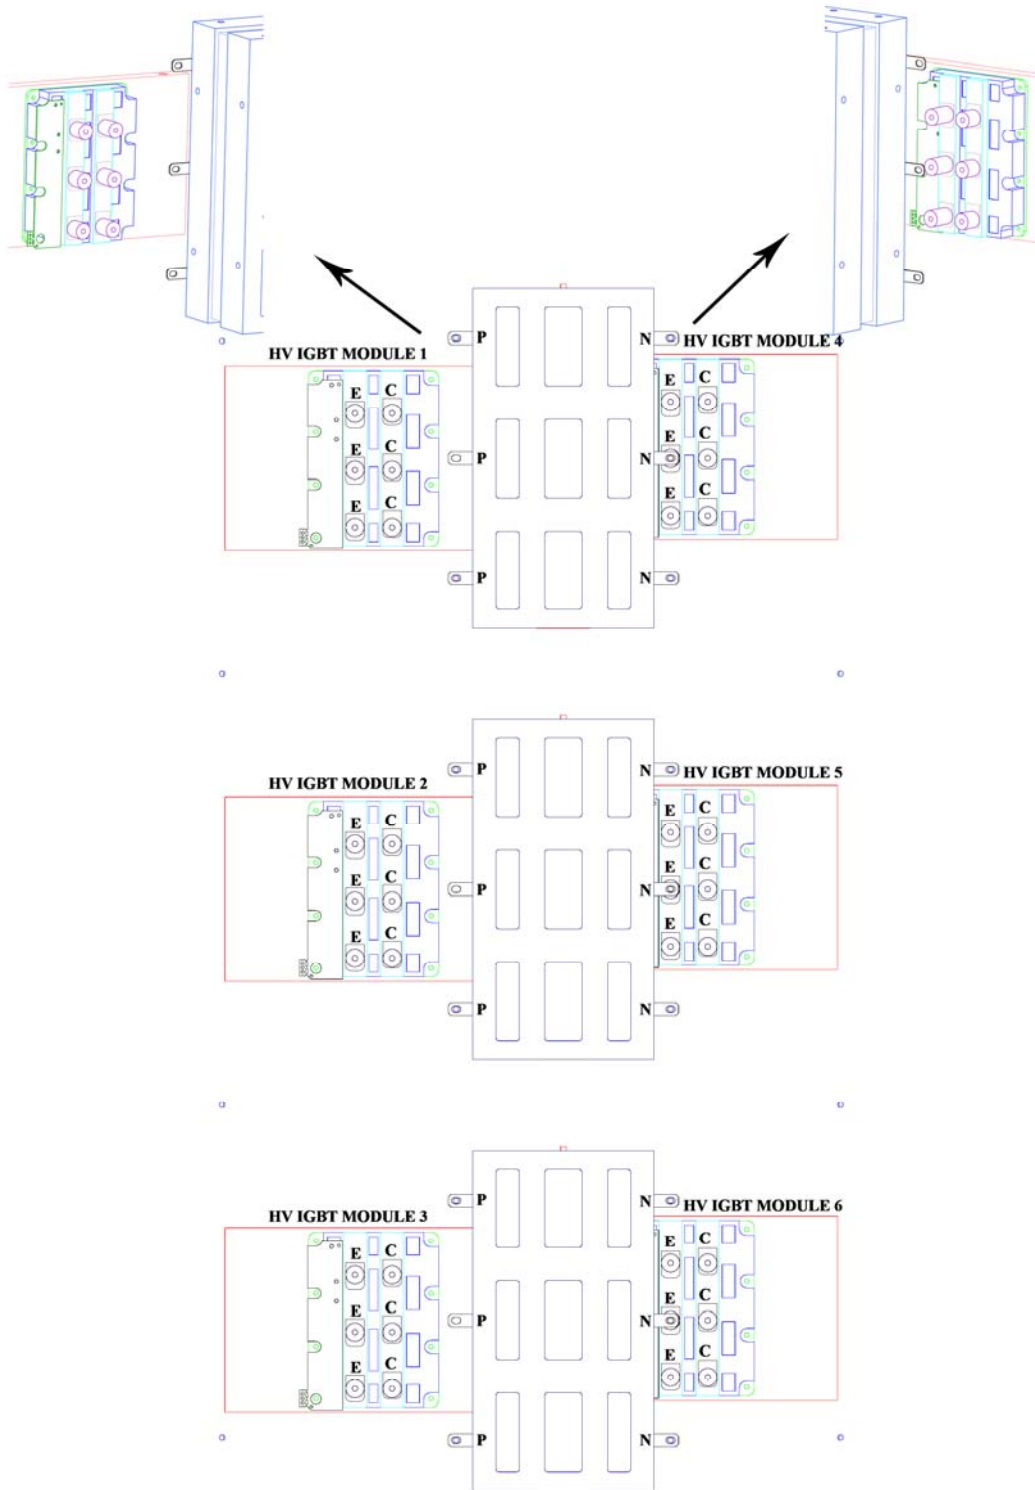 HV IGBT MODULE 1
HV IGBT MODULE 4
P
N
E C
E C
E C
E C
E C
E C
P
N
P
N
HV IGBT MODULE 2
HV IGBT MODULE 5
P
N
E C
E C
E C
E C
E C
E C
P
N
P
N
HV IGBT MODULE 3
HV IGBT MODULE 6
P
N
E C
E C
E C
E C
E C
E C
P
N
P
N